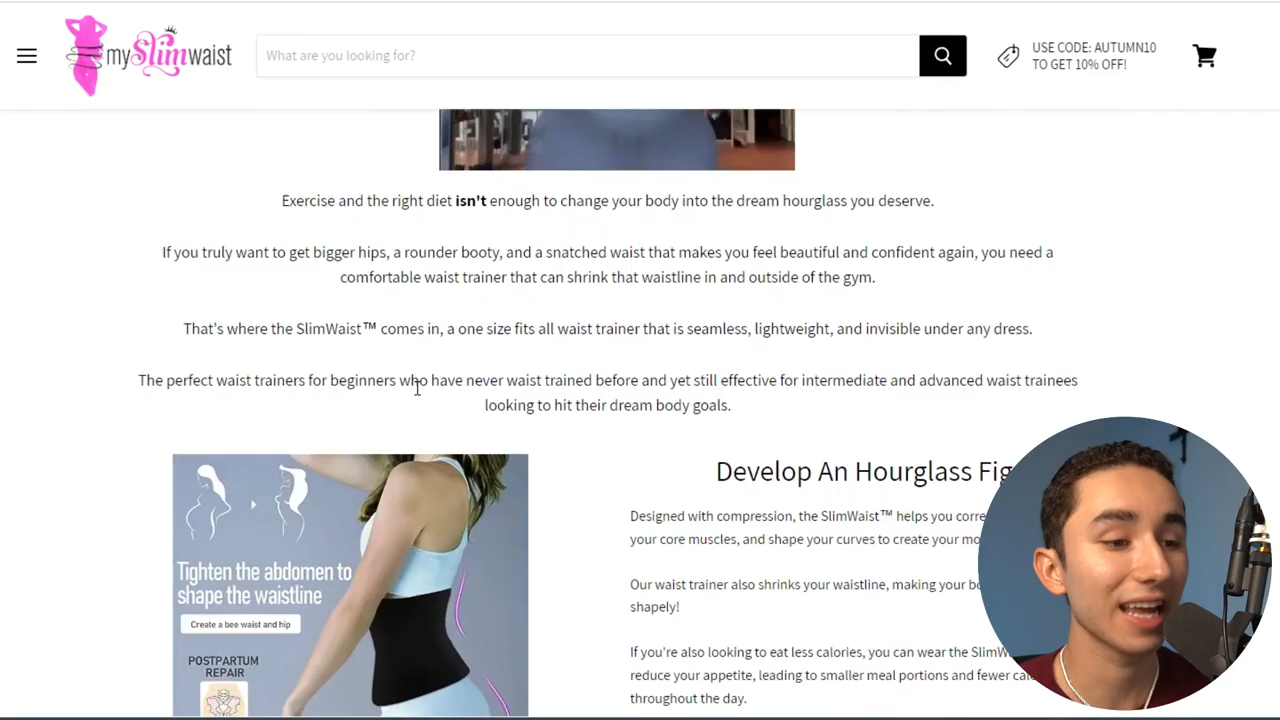 mySlimwaist
What are you looking for?
USE CODE: AUTUMN10
TO GET 10% OFF!
Exercise and the right diet isn't enough to change your body into the dream hourglass you deserve.
If you truly want to get bigger hips, a rounder booty, and a snatched waist that makes you feel beautiful and confident again, you need a
comfortable waist trainer that can shrink that waistline in and outside of the gym.
That's where the SlimWaist™ comes in, a one size fits all waist trainer that is seamless, lightweight, and invisible under any dress.
The perfect waist trainers for beginners who have never waist trained before and yet still effective for intermediate and advanced waist trainees
looking to hit their dream body goals.
Tighten the abdomen to
shape the waistline
Create a bee waist and hip
POSTPARTUM
REPAIR
Develop An Hourglass
Designed with compression, the SlimWaist™ helps you
your core muscles, and shape your curves to create your
Our waist trainer also shrinks your waistline, making your
shapely!
If you're also looking to eat less calories, you can wear the
reduce your appetite, leading to smaller meal portions and fewer
throughout the day.